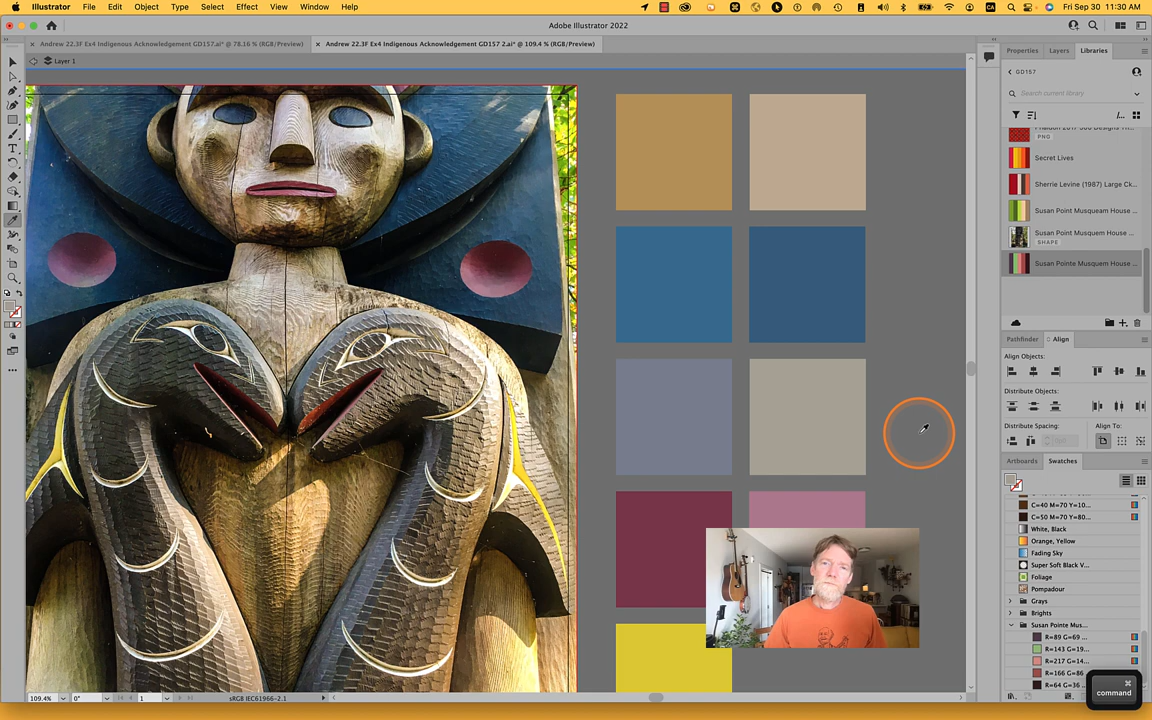 Illustrator File Edit Object Type Select Effect View Window Help
Fri Sep 30 11:30 AM
Adobe Illustrator 2022
Andrew 22.3F Ex4 Indigenous Acknowledgement GD157.ai* @ 78.16 % (RGB/Preview)
Andrew 22.3F Ex4 Indigenous Acknowledgement GD157 2.ai* @ 109.4 % (RGB/Preview)
Layer 1
Properties Layers Libraries
GD157
Search current library
PNG
Secret Lives
Sherrie Levine (1987) Large Ck...
Susan Point Musqueam House ...
Susan Point Musquem House ...
SHAPE
Susan Pointe Musquem House ...
Pathfinder Align
Align Objects:
Distribute Objects:
Distribute Spacing: Align To:
Artboards Swatches
C=40 M=70 Y=10...
C=50 M=70 Y=80...
White, Black
Orange, Yellow
Fading Sky
Super Soft Black V...
Foliage
Pompadour
Grays
Brights
Susan Pointe Mus...
R=89 G=69 ...
R=143 G=19...
R=217 G=14...
R=166 G=86
R=64 G=36 ...
command
109.4% 0° 1 sRGB IEC61966-2.1